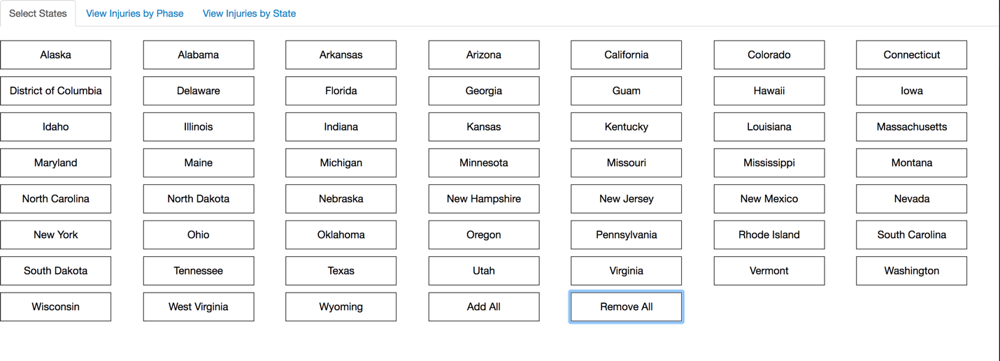 Select States View Injuries by Phase View Injuries by State
Alaska Alabama Arkansas Arizona California Colorado Connecticut
District of Columbia Delaware Florida Georgia Guam Hawaii Iowa
Idaho Illinois Indiana Kansas Kentucky Louisiana Massachusetts
Maryland Maine Michigan Minnesota Missouri Mississippi Montana
North Carolina North Dakota Nebraska New Hampshire New Jersey New Mexico Nevada
New York Ohio Oklahoma Oregon Pennsylvania Rhode Island South Carolina
South Dakota Tennessee Texas Utah Virginia Vermont Washington
Wisconsin West Virginia Wyoming Add All Remove All